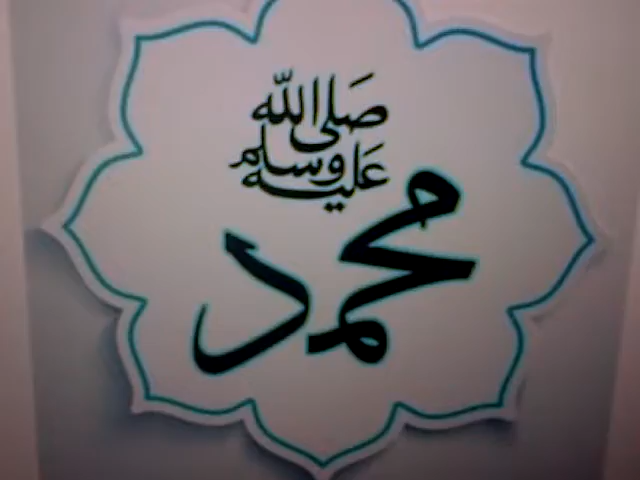 صلى الله
عليه وسلم
محمد